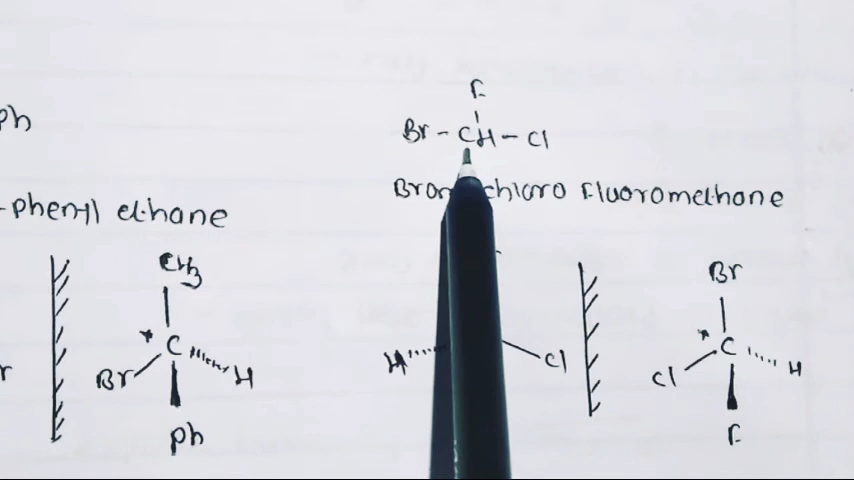 F
Ph
Br - CH - Cl
chloro Fluoromethane
-phenyl ethane
CH3
Br
* C
* C
H
Cl
Cl
H
r
Br
H
Ph
F